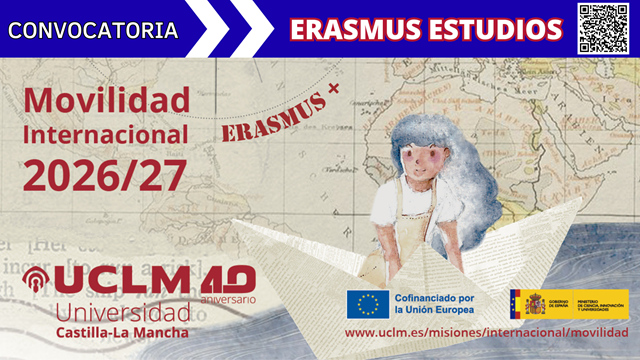 CONVOCATORIA
ERASMUS ESTUDIOS
Movilidad
Internacional
2026/27
ERASMUS +
UCLM 40
aniversario
Universidad
Castilla-La Mancha
Cofinanciado por
la Unión Europea
GOBIERNO
DE ESPAÑA
MINISTERIO
DE CIENCIA, INNOVACIÓN
Y UNIVERSIDADES
www.uclm.es/misiones/internacional/movilidad